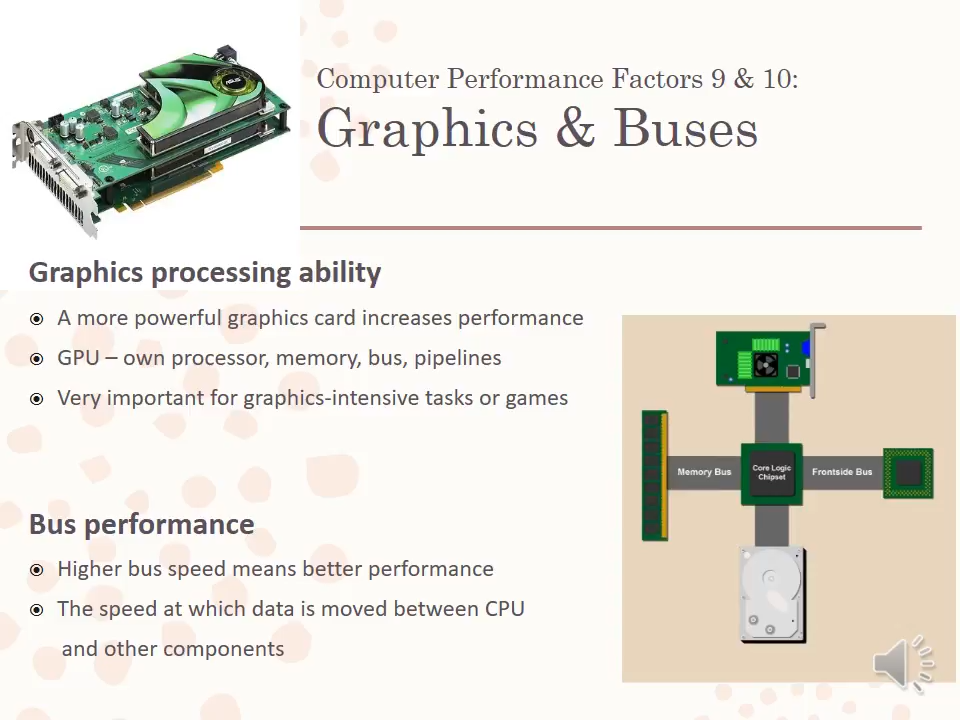 Computer Performance Factors 9 & 10:
Graphics & Buses
ASUS
Graphics processing ability
A more powerful graphics card increases performance
GPU – own processor, memory, bus, pipelines
Very important for graphics-intensive tasks or games
Memory Bus
Core Logic
Chipset
Frontside Bus
Bus performance
Higher bus speed means better performance
The speed at which data is moved between CPU
and other components